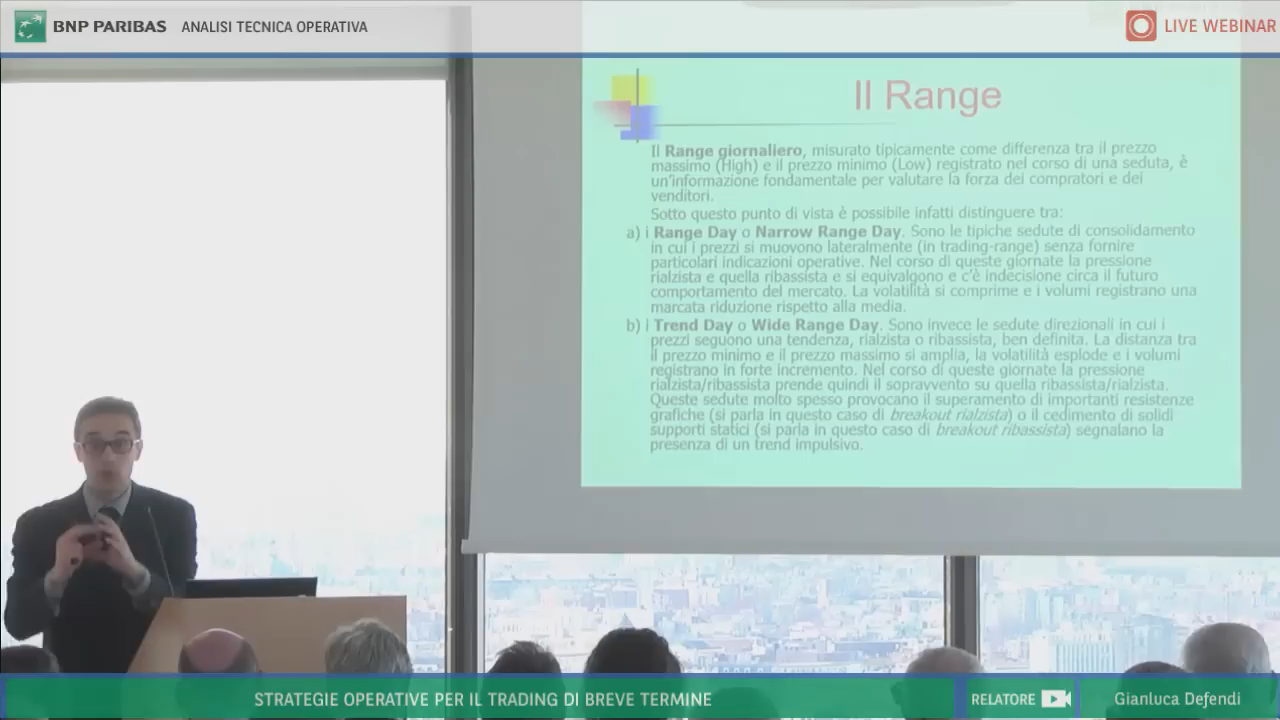 BNP PARIBAS ANALISI TECNICA OPERATIVA
LIVE WEBINAR
Il Range
Il Range giornaliero, misurato tipicamente come differenza tra il prezzo
massimo (High) e il prezzo minimo (Low) registrato nel corso di una seduta, è
un'informazione fondamentale per valutare la forza dei compratori e dei
venditori.
Sotto questo punto di vista è possibile infatti distinguere tra:
a) i Range Day o Narrow Range Day. Sono le tipiche sedute di consolidamento
in cui i prezzi si muovono lateralmente (in trading-range) senza fornire
particolari indicazioni operative. Nel corso di queste giornate la pressione
rialzista e quella ribassista e si equivalgono e c'è indecisione circa il futuro
comportamento del mercato. La volatilità si comprime e i volumi registrano una
marcata riduzione rispetto alla media.
b) i Trend Day o Wide Range Day. Sono invece le sedute direzionali in cui i
prezzi seguono una tendenza, rialzista o ribassista, ben definita. La distanza tra
il prezzo minimo e il prezzo massimo si amplia, la volatilità esplode e i volumi
registrano in forte incremento. Nel corso di queste giornate la pressione
rialzista/ribassista prende quindi il sopravvento su quella ribassista/rialzista.
Queste sedute molto spesso provocano il superamento di importanti resistenze
grafiche (si parla in questo caso di breakout rialzista) o il cedimento di solidi
supporti statici (si parla in questo caso di breakout ribassista) segnalano la
presenza di un trend impulsivo.
STRATEGIE OPERATIVE PER IL TRADING DI BREVE TERMINE
RELATORE
Gianluca Defendi